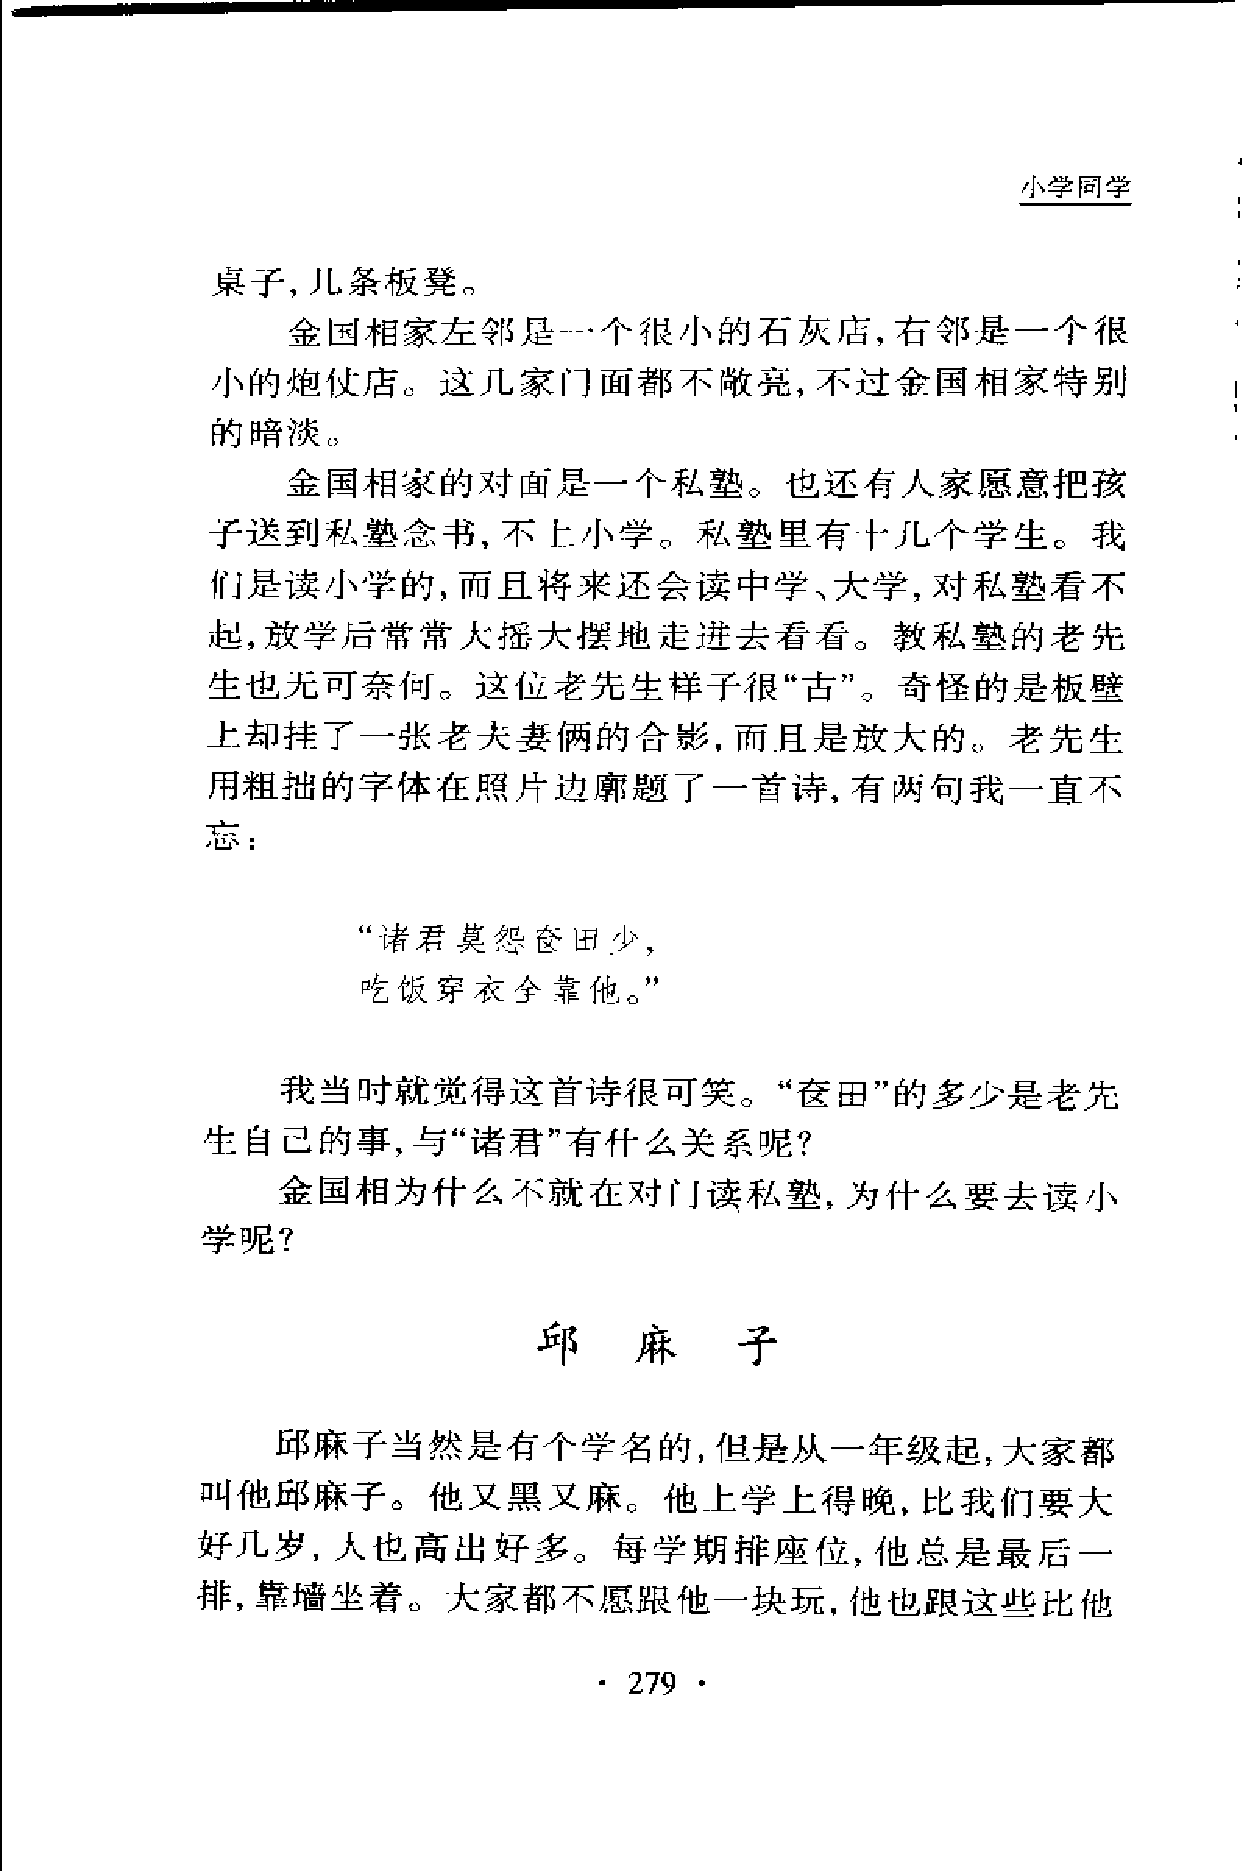 小学同学
桌子,几条板凳。
金国相家左邻是一个很小的石灰店,右邻是一个很
小的炮仗店。这几家门面都不敞亮,不过金国相家特别
的暗淡。
金国相家的对面是一个私塾。也还有人家愿意把孩
子送到私塾念书,不上小学。私塾里有十几个学生。我
们是读小学的,而且将来还会读中学、大学,对私塾看不
起,放学后常常大摇大摆地走进去看看。教私塾的老先
生也无可奈何。这位老先生样子很“古”。奇怪的是板壁
上却挂了一张老夫妻俩的合影,而且是放大的。老先生
用粗拙的字体在照片边廓题了一首诗,有两句我一直不
忘:
“诸君莫怨奁田少,
吃饭穿衣全靠他。”
我当时就觉得这首诗很可笑。“奁田”的多少是老先
生自己的事,与“诸君”有什么关系呢?
金国相为什么不就在对门读私塾,为什么要去读小
学呢?
邱麻子
邱麻子当然是有个学名的,但是从一年级起,大家都
叫他邱麻子。他又黑又麻。他上学上得晚,比我们要大
好几岁,人也高出好多。每学期排座位,他总是最后一
排,靠墙坐着。大家都不愿跟他一块玩,他也跟这些比他
· 279 ·